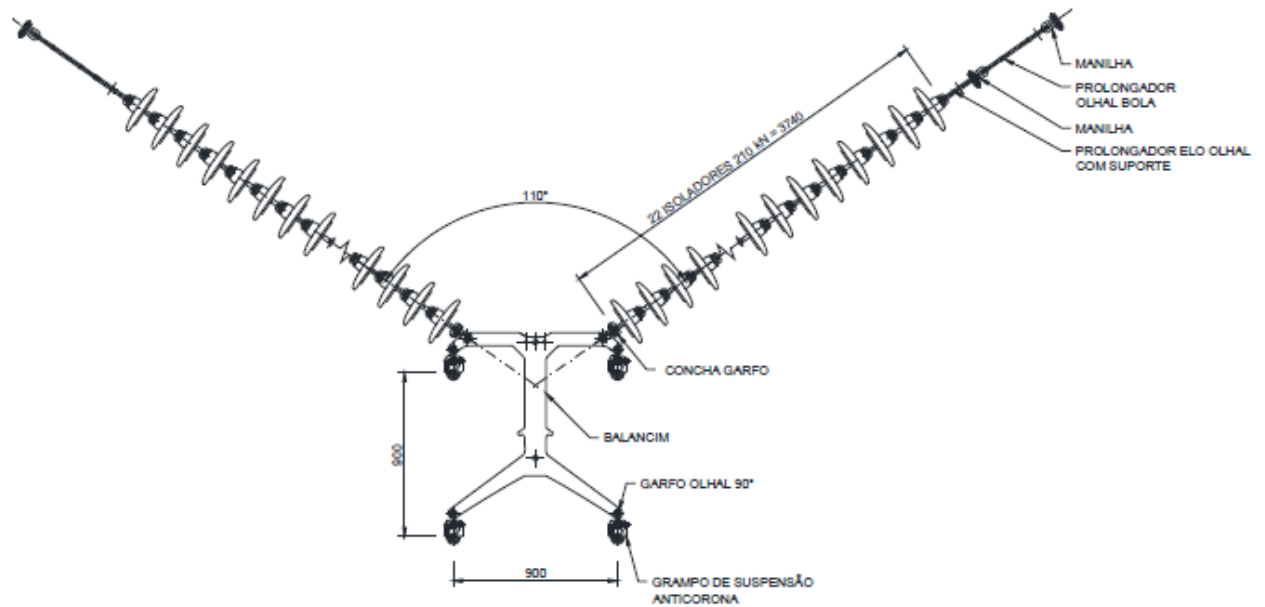 MANILHA
PROLONGADOR
OLHAL BOLA
MANILHA
PROLONGADOR ELO OLHAL
COM SUPORTE
22 ISOLADORES 210 kN = 3740
110°
CONCHA GARFO
BALANCIM
900
GARFO OLHAL 90°
900
GRAMPO DE SUSPENSÃO
ANTICORONA